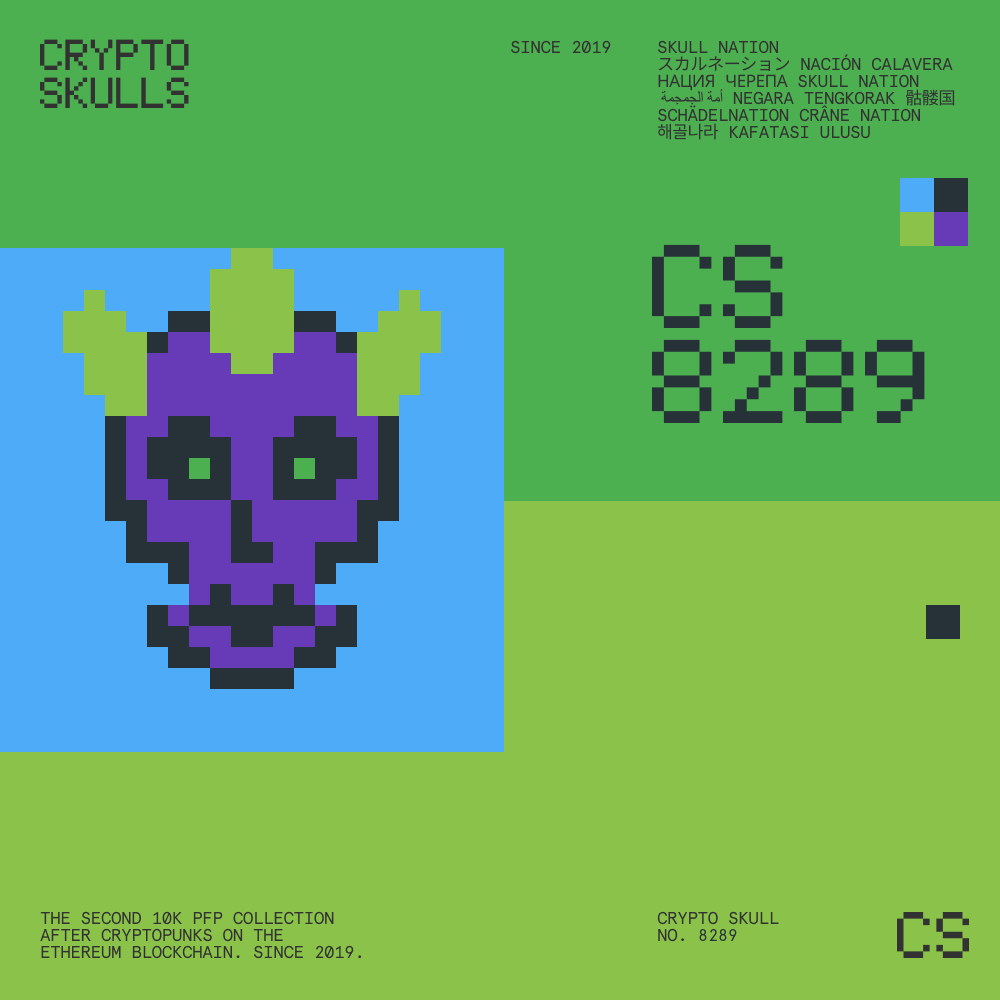 CRYPTO
SKULLS
SINCE 2019
SKULL NATION
スカルネーション NACIÓN CALAVERA
НАЦИЯ ЧЕРЕПА SKULL NATION
أمة الجمجمة NEGARA TENGKORAK 骷髅国
SCHÄDELNATION CRÂNE NATION
해골나라 KAFATASI ULUSU
CS
8289
THE SECOND 10K PFP COLLECTION
AFTER CRYPTOPUNKS ON THE
ETHEREUM BLOCKCHAIN. SINCE 2019.
CRYPTO SKULL
NO. 8289
CS